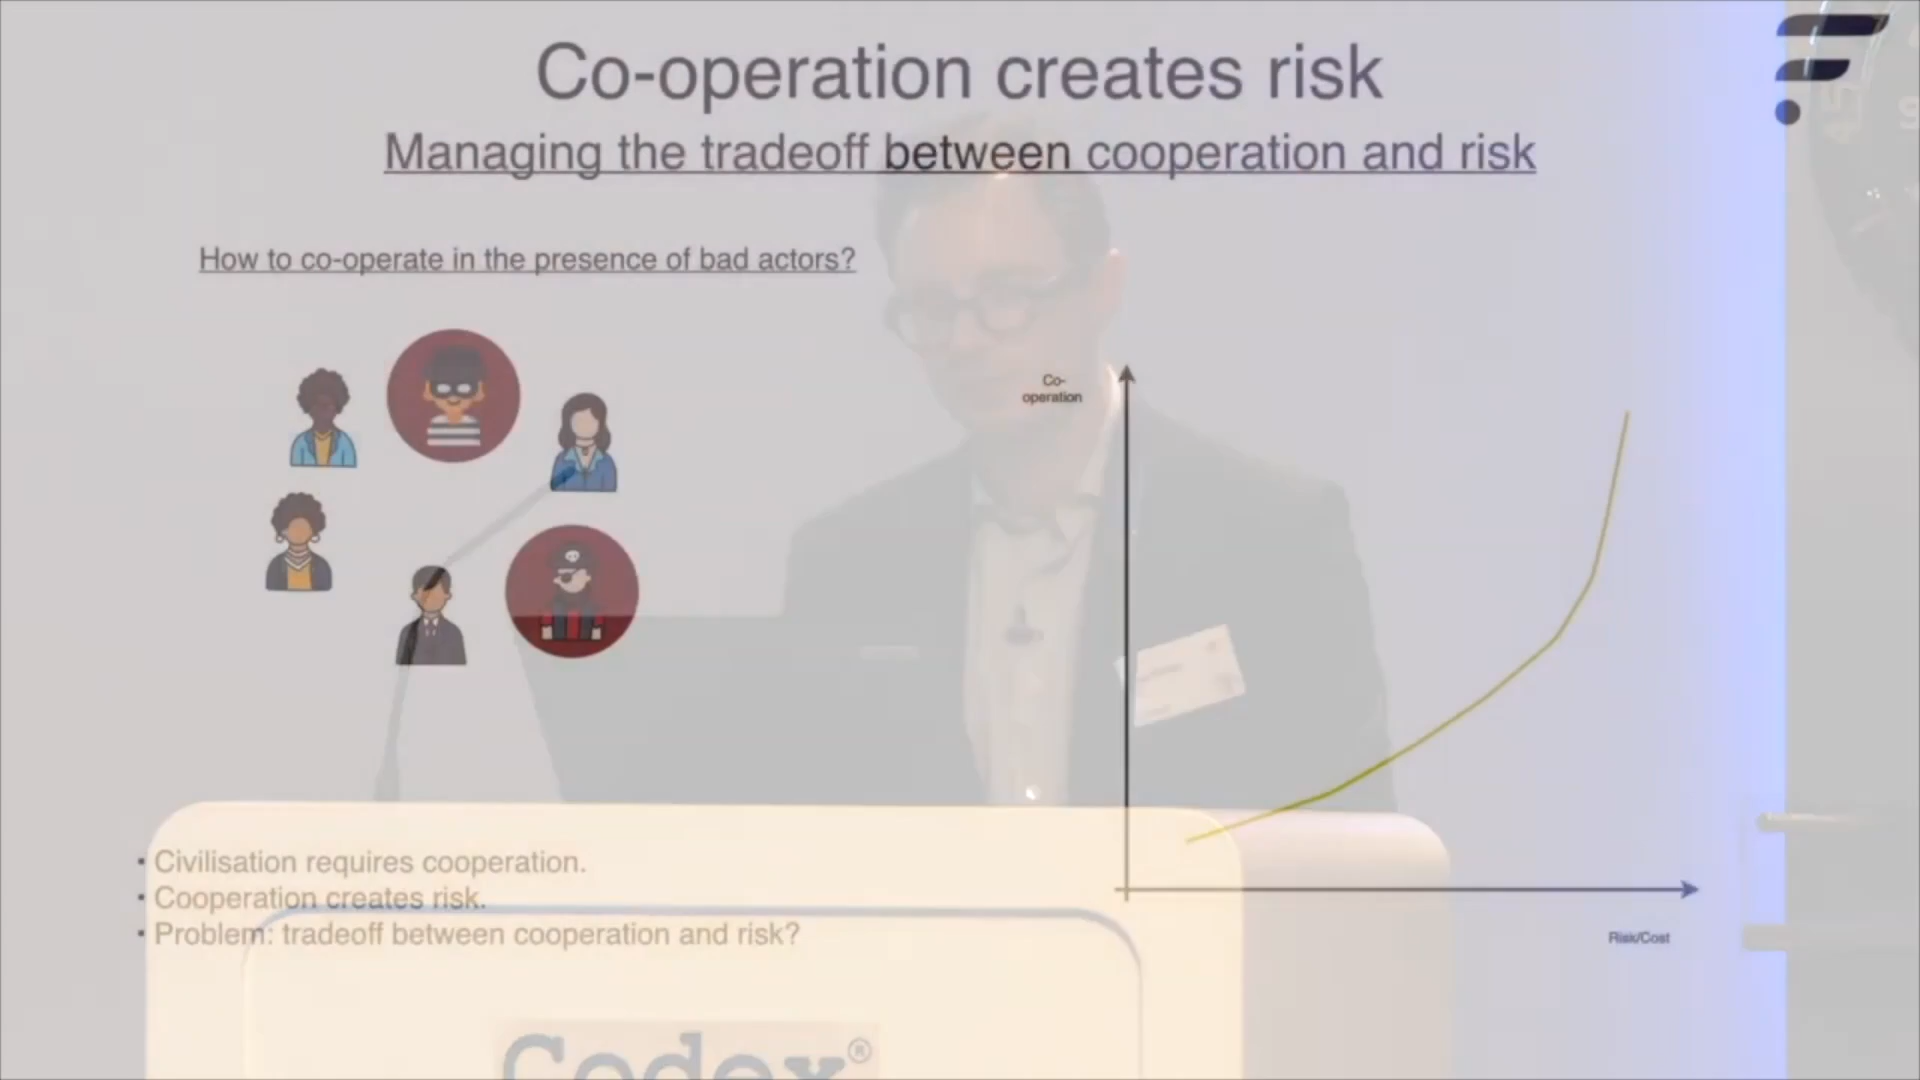 Co-operation creates risk
Managing the tradeoff between cooperation and risk
How to co-operate in the presence of bad actors?
Co-
operation
• Civilisation requires cooperation.
• Cooperation creates risk.
• Problem: tradeoff between cooperation and risk?
Risk/Cost
Codex®